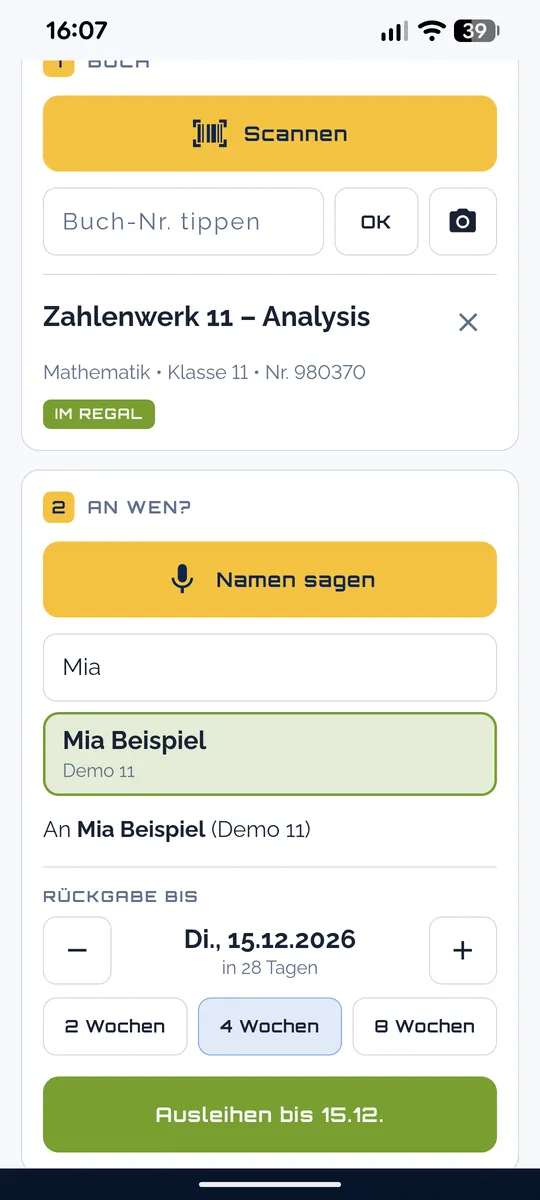 16:07
39
1 BUCH
Scannen
Buch-Nr. tippen
OK
Zahlenwerk 11 – Analysis
Mathematik • Klasse 11 • Nr. 980370
IM REGAL
2 AN WEN?
Namen sagen
Mia
Mia Beispiel
Demo 11
An Mia Beispiel (Demo 11)
RÜCKGABE BIS
− Di., 15.12.2026 +
in 28 Tagen
2 Wochen 4 Wochen 8 Wochen
Ausleihen bis 15.12.